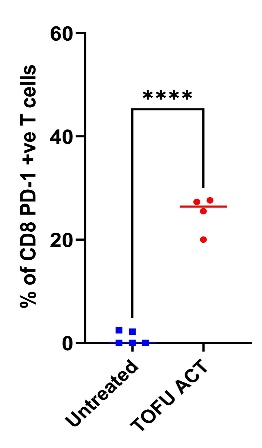 % of CD8 PD-1 +ve T cells
60
40
20
0
****
Untreated
TOFU ACT